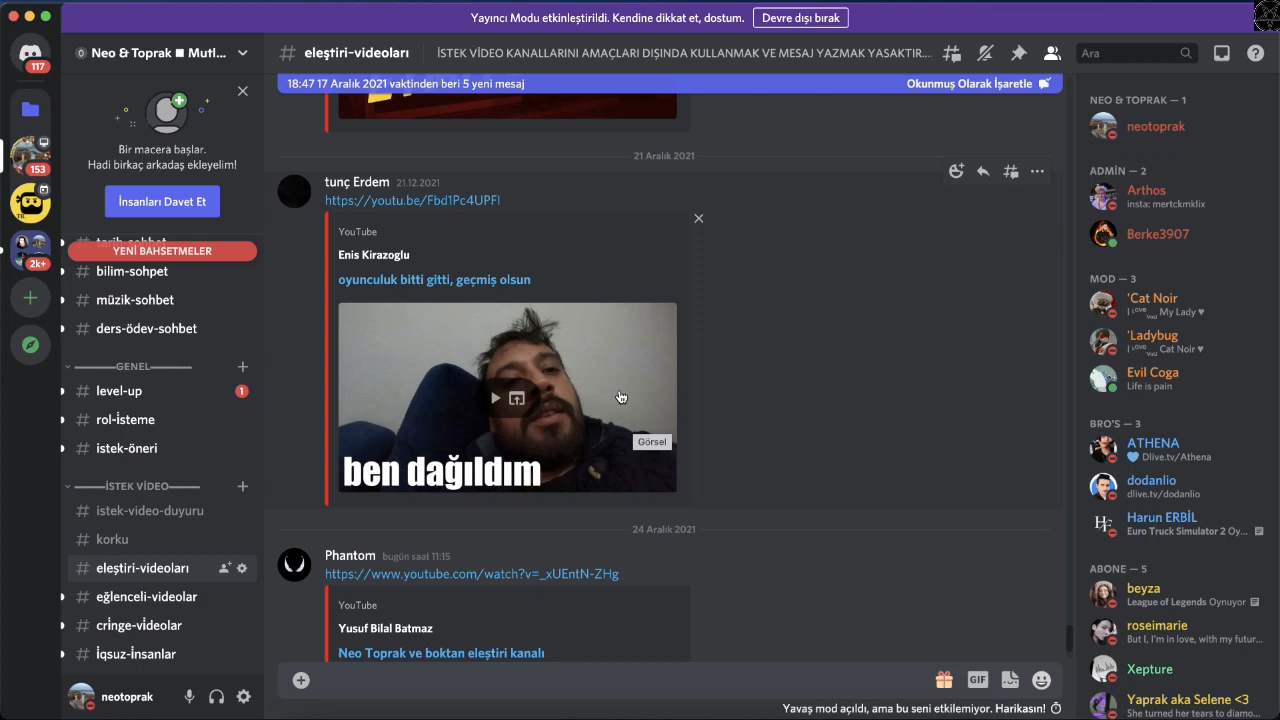 Yayıncı Modu etkinleştirildi. Kendine dikkat et, dostum.
Devre dışı bırak
117
153
TR
2k+
Neo & Toprak ■ Mutl...
Bir macera başlar.
Hadi birkaç arkadaş ekleyelim!
İnsanları Davet Et
YENİ BAHSETMELER
# bilim-sohpet
# müzik-sohbet
# ders-ödev-sohbet
GENEL
# level-up
1
# rol-isteme
# istek-öneri
İSTEK VİDEO
# istek-video-duyuru
# korku
# eleştiri-videoları
# eğlenceli-videolar
# cringe-videolar
# iqsuz-insanlar
neotoprak
# eleştiri-videoları
İSTEK VİDEO KANALLARINI AMAÇLARI DIŞINDA KULLANMAK VE MESAJ YAZMAK YASAKTIR...
Ara
18:47 17 Aralık 2021 vaktinden beri 5 yeni mesaj
Okunmuş Olarak İşaretle
21 Aralık 2021
tunç Erdem 21.12.2021
https://youtu.be/Fbd1Pc4UPFI
YouTube
Enis Kirazoglu
oyunculuk bitti gitti, geçmiş olsun
Görsel
ben dağıldım
24 Aralık 2021
Phantom bugün saat 11:15
https://www.youtube.com/watch?v=_xUEntN-ZHg
YouTube
Yusuf Bilal Batmaz
Neo Toprak ve boktan eleştiri kanalı
GIF
Yavaş mod açıldı, ama bu seni etkilemiyor. Harikasın!
NEO & TOPRAK — 1
neotoprak
ADMİN — 2
Arthos
insta: mertckmklix
Berke3907
MOD — 3
'Cat Noir
I ᴸᵒᵛᵉ ᵧₒᵤ My Lady ♥
'Ladybug
I ᴸᵒᵛᵉ ᵧₒᵤ Cat Noir ♥
Evil Coga
Life is pain
BRO'S — 3
ATHENA
💙 Dlive.tv/Athena
dodanlio
dlive.tv/dodanlio
Harun ERBİL
Euro Truck Simulator 2 Oy...
ABONE — 5
beyza
League of Legends Oynuyor
roseimarie
But I, I'm in love, with my futur...
Xepture
Yaprak aka Selene <3
She turned her tears to diamo...